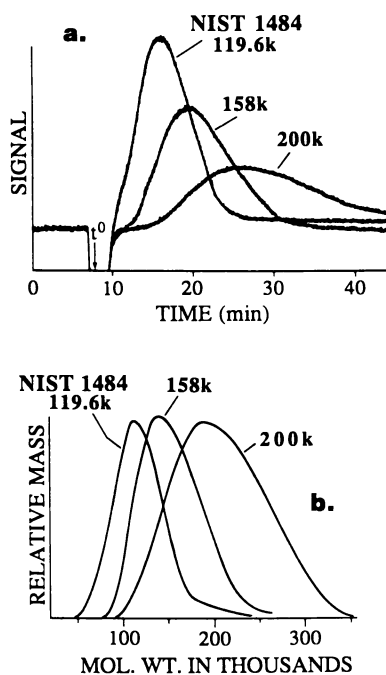 a.
NIST 1484
119.6k
158k
200k
SIGNAL
t⁰
0 10 20 30 40
TIME (min)
NIST 1484
119.6k
158k
200k
b.
RELATIVE MASS
100 200 300
MOL. WT. IN THOUSANDS